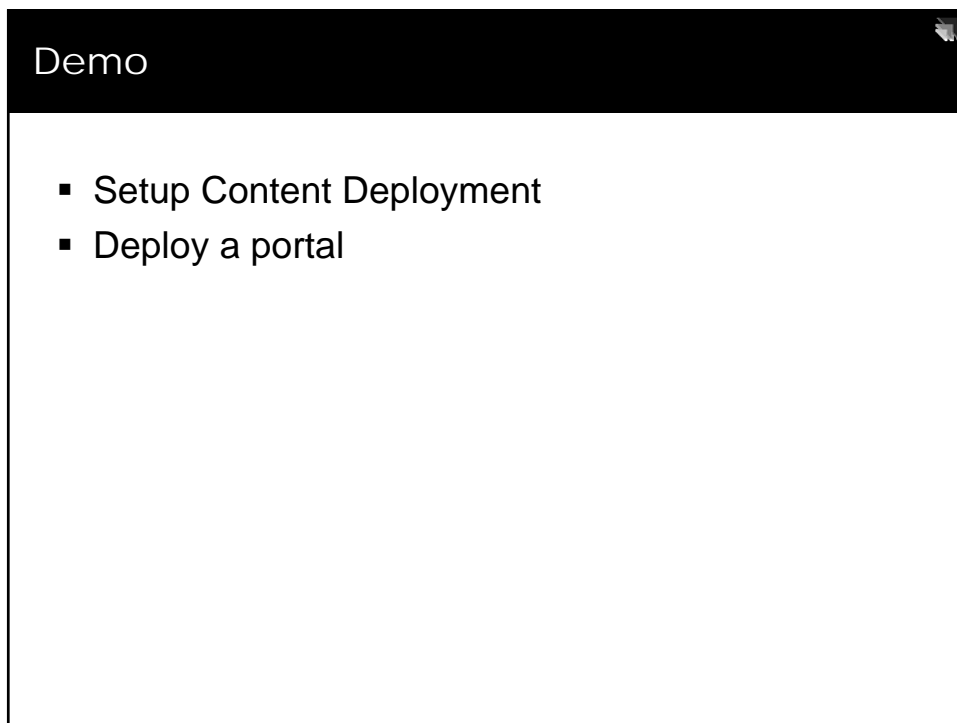 Demo
▪ Setup Content Deployment
▪ Deploy a portal